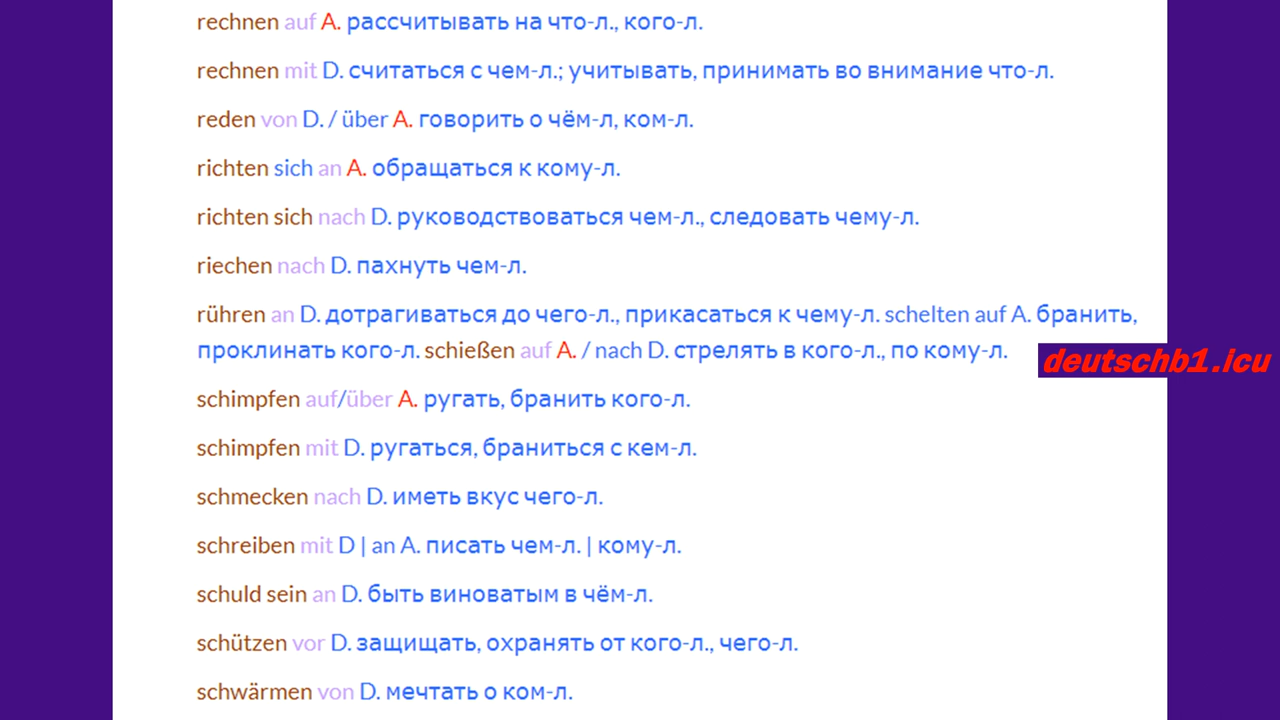 rechnen auf A. рассчитывать на что-л., кого-л.
rechnen mit D. считаться с чем-л.; учитывать, принимать во внимание что-л.
reden von D. / über A. говорить о чём-л, ком-л.
richten sich an A. обращаться к кому-л.
richten sich nach D. руководствоваться чем-л., следовать чему-л.
riechen nach D. пахнуть чем-л.
rühren an D. дотрагиваться до чего-л., прикасаться к чему-л. schelten auf A. бранить,
проклинать кого-л. schießen auf A. / nach D. стрелять в кого-л., по кому-л.
deutschb1.icu
schimpfen auf/über A. ругать, бранить кого-л.
schimpfen mit D. ругаться, браниться с кем-л.
schmecken nach D. иметь вкус чего-л.
schreiben mit D | an A. писать чем-л. | кому-л.
schuld sein an D. быть виноватым в чём-л.
schützen vor D. защищать, охранять от кого-л., чего-л.
schwärmen von D. мечтать о ком-л.